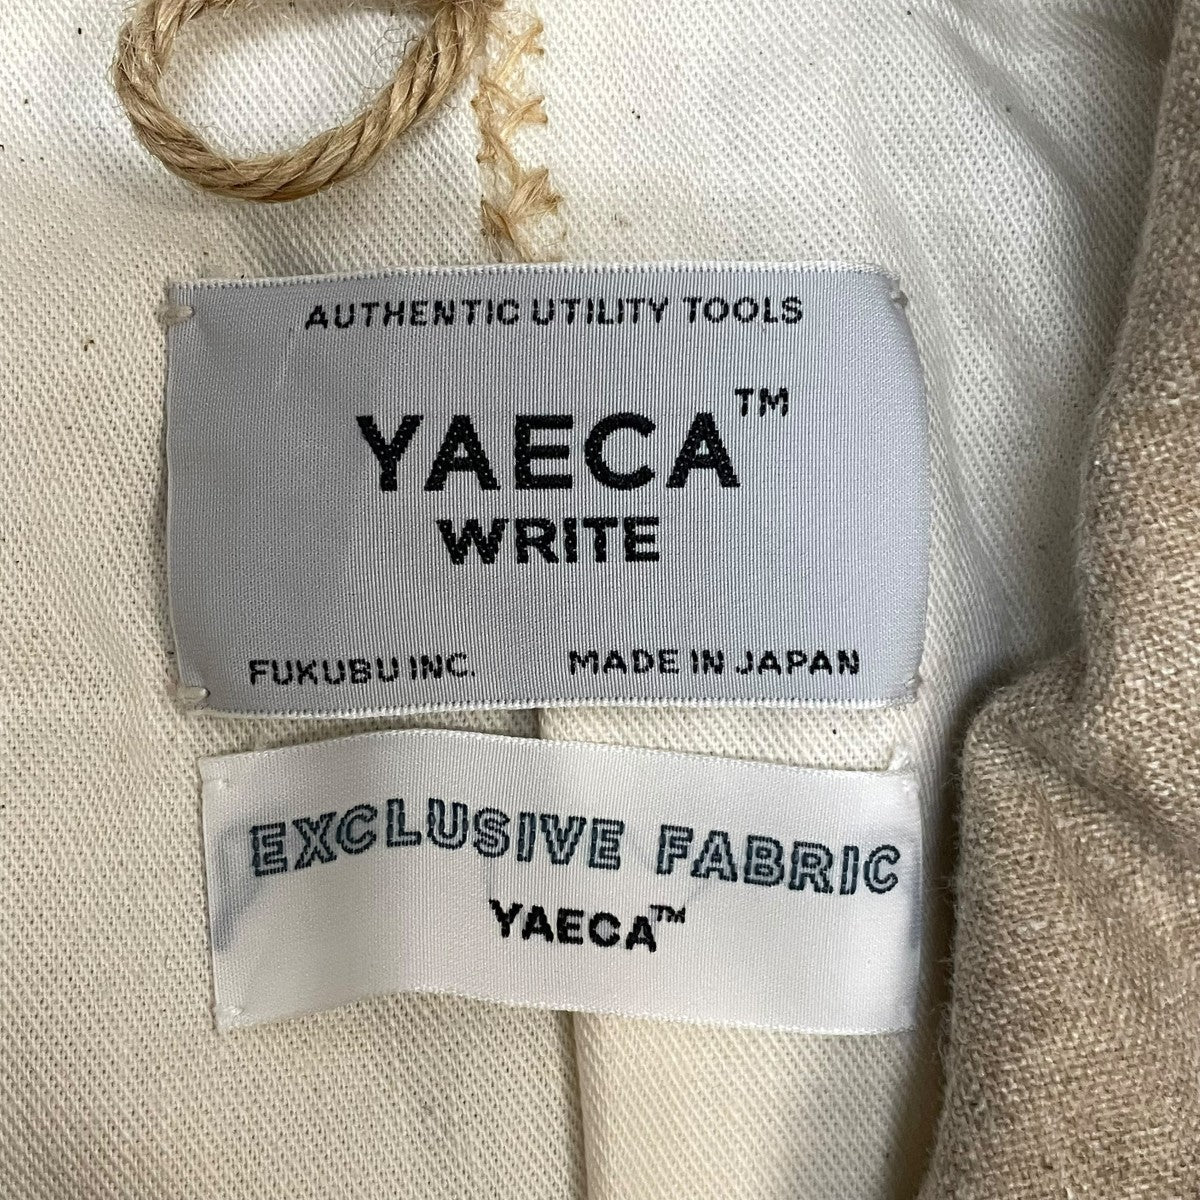 AUTHENTIC UTILITY TOOLS
YAECA™
WRITE
FUKUBU INC. MADE IN JAPAN
EXCLUSIVE FABRIC
YAECA™